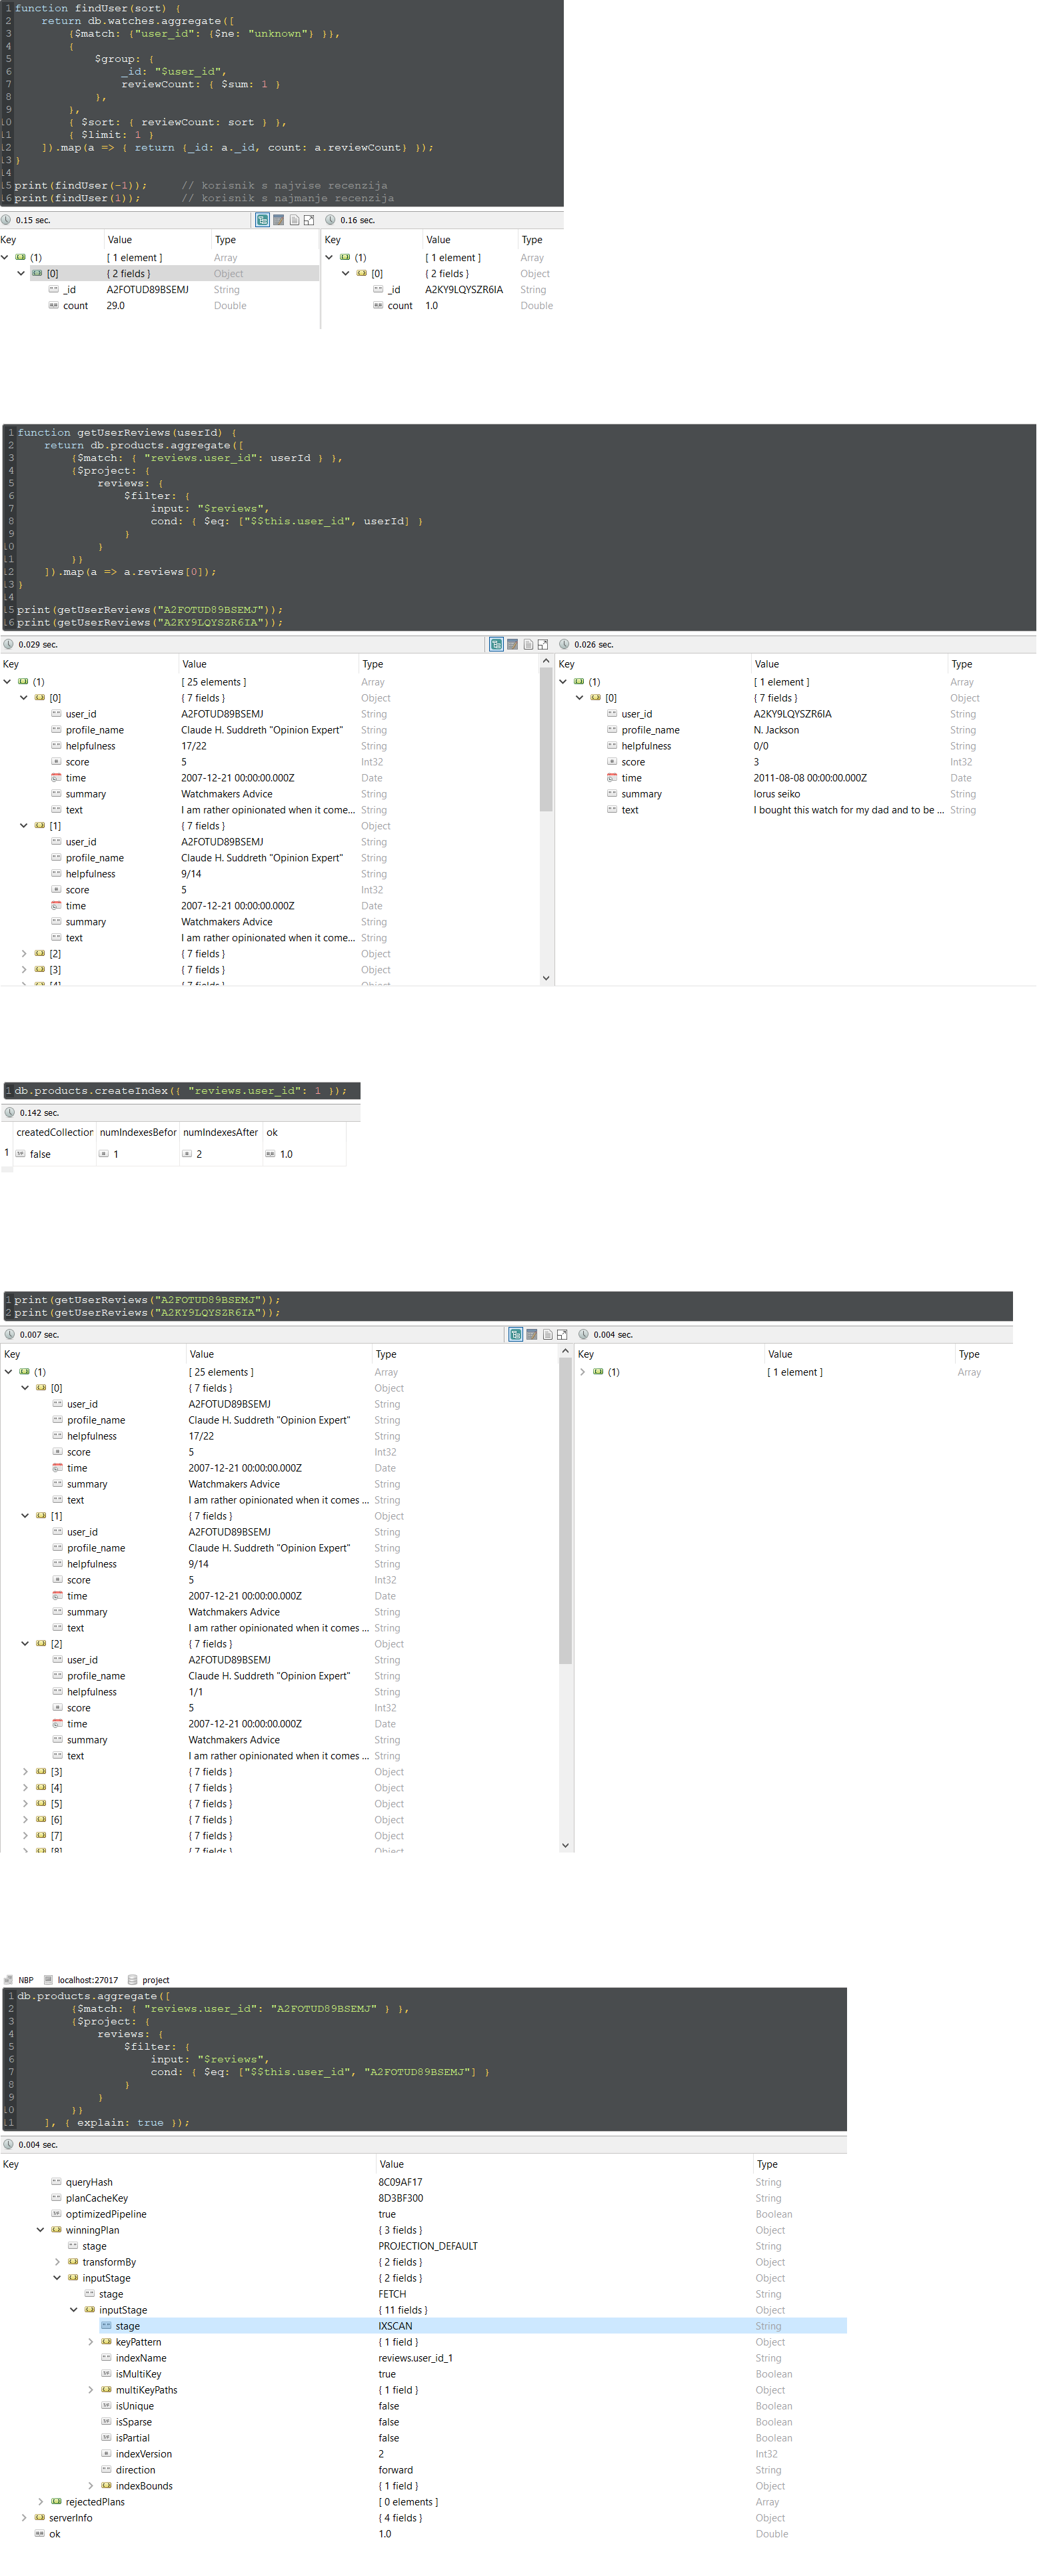 1 function findUser(sort) {
2 return db.watches.aggregate([
3 {$match: {"user_id": {$ne: "unknown"} }},
4 {
5 $group: {
6 _id: "$user_id",
7 reviewCount: { $sum: 1 }
8 },
9 },
10 { $sort: { reviewCount: sort } },
11 { $limit: 1 }
12 ]).map(a => { return {_id: a._id, count: a.reviewCount} });
13 }
14
15 print(findUser(-1)); // korisnik s najvise recenzija
16 print(findUser(1)); // korisnik s najmanje recenzija
0.15 sec. 0.16 sec.
Key Value Type Key Value Type
(1) [ 1 element ] Array (1) [ 1 element ] Array
[0] { 2 fields } Object [0] { 2 fields } Object
_id A2FOTUD89BSEMJ String _id A2KY9LQYSZR6IA String
count 29.0 Double count 1.0 Double
1 function getUserReviews(userId) {
2 return db.products.aggregate([
3 {$match: { "reviews.user_id": userId } },
4 {$project: {
5 reviews: {
6 $filter: {
7 input: "$reviews",
8 cond: { $eq: ["$$this.user_id", userId] }
9 }
10 }
11 }}
12 ]).map(a => a.reviews[0]);
13 }
14
15 print(getUserReviews("A2FOTUD89BSEMJ"));
16 print(getUserReviews("A2KY9LQYSZR6IA"));
0.029 sec. 0.026 sec.
Key Value Type Key Value Type
(1) [ 25 elements ] Array (1) [ 1 element ] Array
[0] { 7 fields } Object [0] { 7 fields } Object
user_id A2FOTUD89BSEMJ String user_id A2KY9LQYSZR6IA String
profile_name Claude H. Suddreth "Opinion Expert" String profile_name N. Jackson String
helpfulness 17/22 String helpfulness 0/0 String
score 5 Int32 score 3 Int32
time 2007-12-21 00:00:00.000Z Date time 2011-08-08 00:00:00.000Z Date
summary Watchmakers Advice String summary lorus seiko String
text I am rather opinionated when it come... String text I bought this watch for my dad and to be ... String
[1] { 7 fields } Object
user_id A2FOTUD89BSEMJ String
profile_name Claude H. Suddreth "Opinion Expert" String
helpfulness 9/14 String
score 5 Int32
time 2007-12-21 00:00:00.000Z Date
summary Watchmakers Advice String
text I am rather opinionated when it come... String
[2] { 7 fields } Object
[3] { 7 fields } Object
[4] { 7 fields } Object
1 db.products.createIndex({ "reviews.user_id": 1 });
0.142 sec.
createdCollection numIndexesBefor numIndexesAfter ok
1 false 1 2 1.0
1 print(getUserReviews("A2FOTUD89BSEMJ"));
2 print(getUserReviews("A2KY9LQYSZR6IA"));
0.007 sec. 0.004 sec.
Key Value Type Key Value Type
(1) [ 25 elements ] Array (1) [ 1 element ] Array
[0] { 7 fields } Object
user_id A2FOTUD89BSEMJ String
profile_name Claude H. Suddreth "Opinion Expert" String
helpfulness 17/22 String
score 5 Int32
time 2007-12-21 00:00:00.000Z Date
summary Watchmakers Advice String
text I am rather opinionated when it comes ... String
[1] { 7 fields } Object
user_id A2FOTUD89BSEMJ String
profile_name Claude H. Suddreth "Opinion Expert" String
helpfulness 9/14 String
score 5 Int32
time 2007-12-21 00:00:00.000Z Date
summary Watchmakers Advice String
text I am rather opinionated when it comes ... String
[2] { 7 fields } Object
user_id A2FOTUD89BSEMJ String
profile_name Claude H. Suddreth "Opinion Expert" String
helpfulness 1/1 String
score 5 Int32
time 2007-12-21 00:00:00.000Z Date
summary Watchmakers Advice String
text I am rather opinionated when it comes ... String
[3] { 7 fields } Object
[4] { 7 fields } Object
[5] { 7 fields } Object
[6] { 7 fields } Object
[7] { 7 fields } Object
[8] { 7 fields } Object
NBP localhost:27017 project
1 db.products.aggregate([
2 {$match: { "reviews.user_id": "A2FOTUD89BSEMJ" } },
3 {$project: {
4 reviews: {
5 $filter: {
6 input: "$reviews",
7 cond: { $eq: ["$$this.user_id", "A2FOTUD89BSEMJ"] }
8 }
9 }
10 }}
11 ], { explain: true });
0.004 sec.
Key Value Type
queryHash 8C09AF17 String
planCacheKey 8D3BF300 String
optimizedPipeline true Boolean
winningPlan { 3 fields } Object
stage PROJECTION_DEFAULT String
transformBy { 2 fields } Object
inputStage { 2 fields } Object
stage FETCH String
inputStage { 11 fields } Object
stage IXSCAN String
keyPattern { 1 field } Object
indexName reviews.user_id_1 String
isMultiKey true Boolean
multiKeyPaths { 1 field } Object
isUnique false Boolean
isSparse false Boolean
isPartial false Boolean
indexVersion 2 Int32
direction forward String
indexBounds { 1 field } Object
rejectedPlans [ 0 elements ] Array
serverInfo { 4 fields } Object
ok 1.0 Double